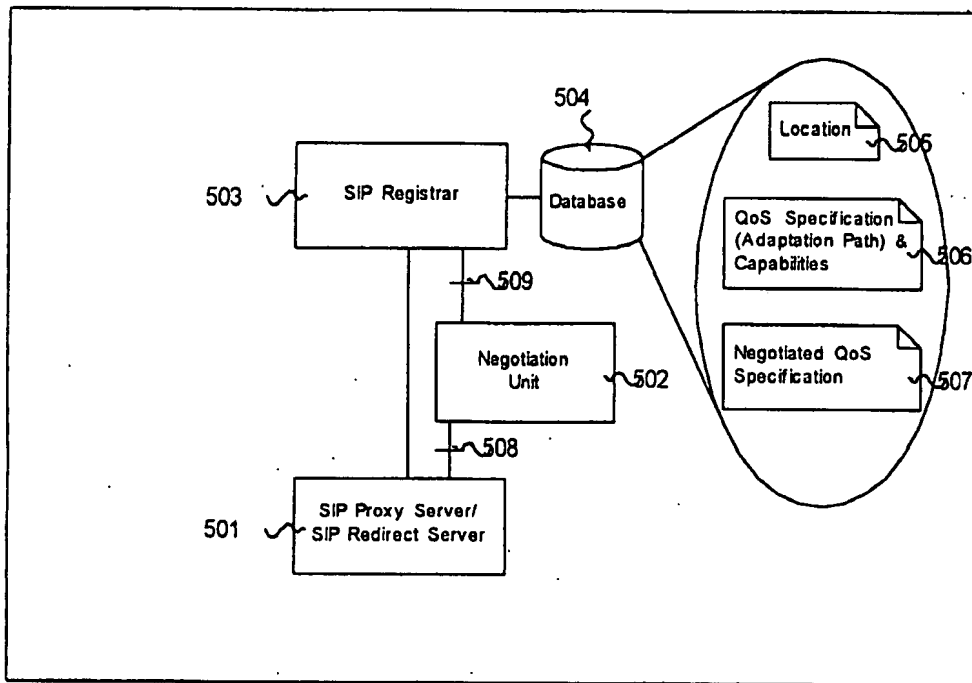 504
Location
505
503
SIP Registrar
Database
QoS Specification
(Adaptation Path) &
Capabilities
506
509
Negotiation
Unit
502
Negotiated QoS
Specification
507
508
501
SIP Proxy Server/
SIP Redirect Server